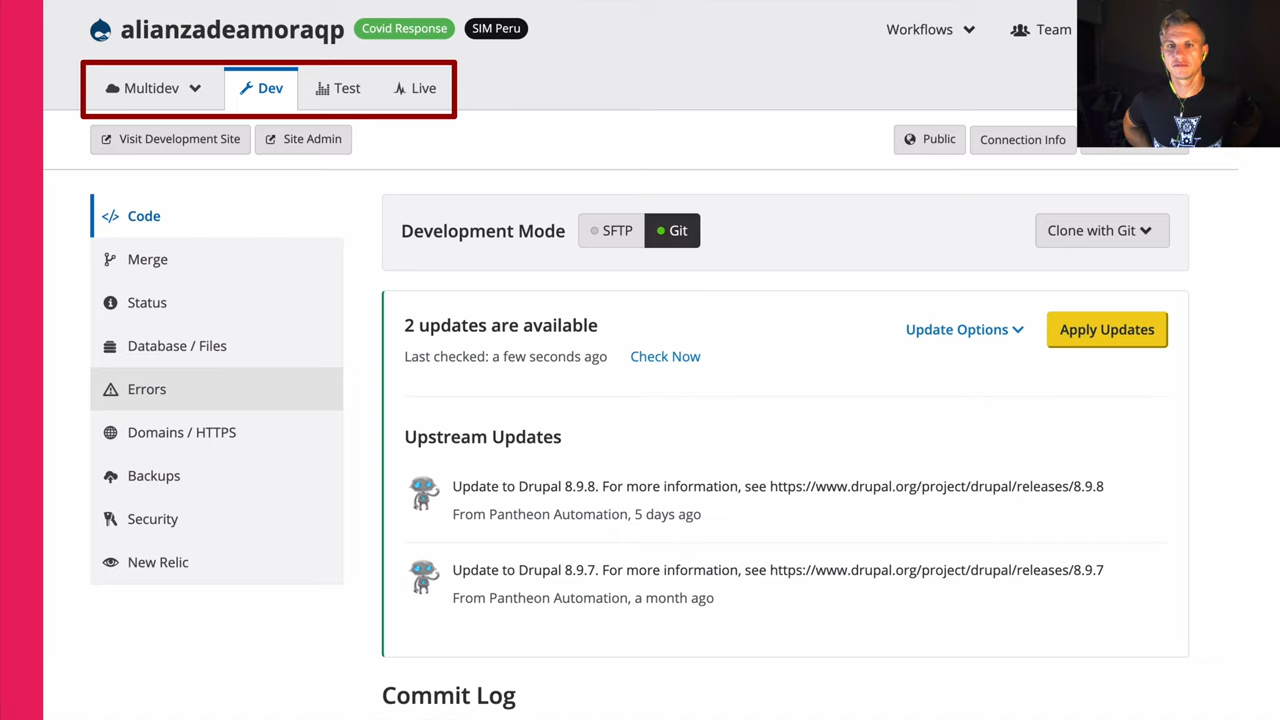 alianzadeamoraqp Covid Response SIM Peru Workflows Team
Multidev Dev Test Live
Visit Development Site Site Admin Public Connection Info
</> Code
Merge
Status
Database / Files
Errors
Domains / HTTPS
Backups
Security
New Relic
Development Mode SFTP Git Clone with Git
2 updates are available
Last checked: a few seconds ago Check Now
Update Options Apply Updates
Upstream Updates
Update to Drupal 8.9.8. For more information, see https://www.drupal.org/project/drupal/releases/8.9.8
From Pantheon Automation, 5 days ago
Update to Drupal 8.9.7. For more information, see https://www.drupal.org/project/drupal/releases/8.9.7
From Pantheon Automation, a month ago
Commit Log